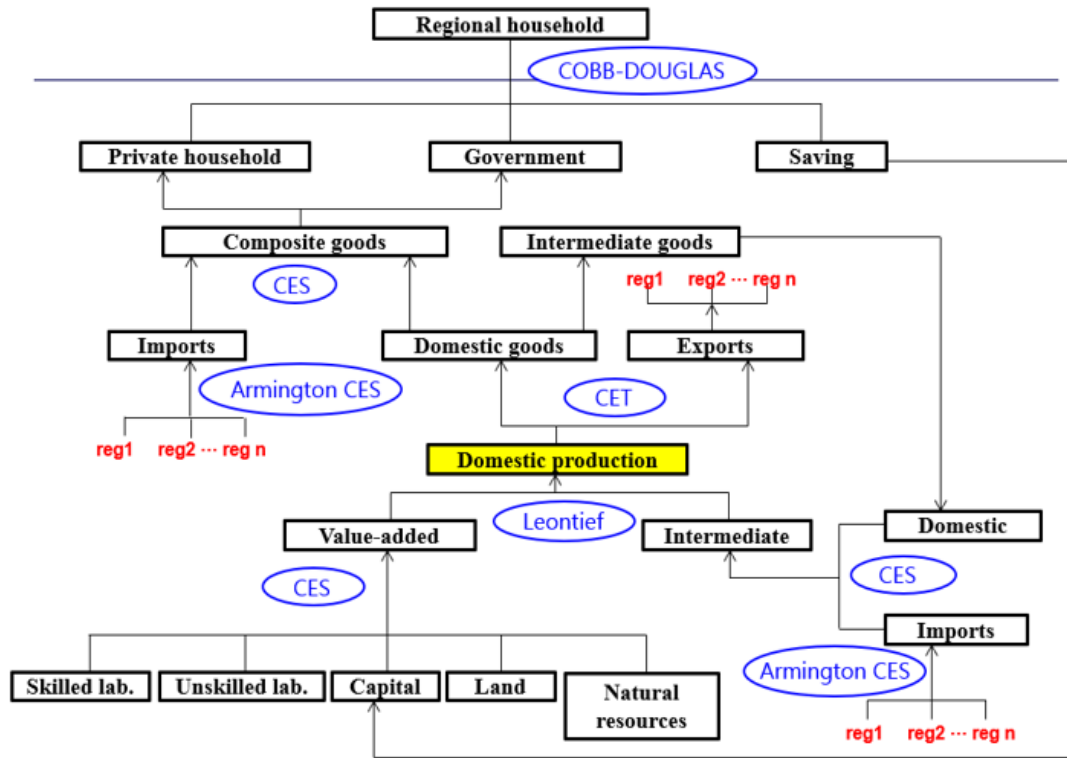 Regional household
COBB-DOUGLAS
Private household
Government
Saving
Composite goods
Intermediate goods
CES
reg1 reg2 ··· reg n
Imports
Domestic goods
Exports
Armington CES
CET
reg1 reg2 ··· reg n
Domestic production
Leontief
Value-added
Intermediate
Domestic
CES
CES
Imports
Armington CES
Skilled lab.
Unskilled lab.
Capital
Land
Natural
resources
reg1 reg2 ··· reg n